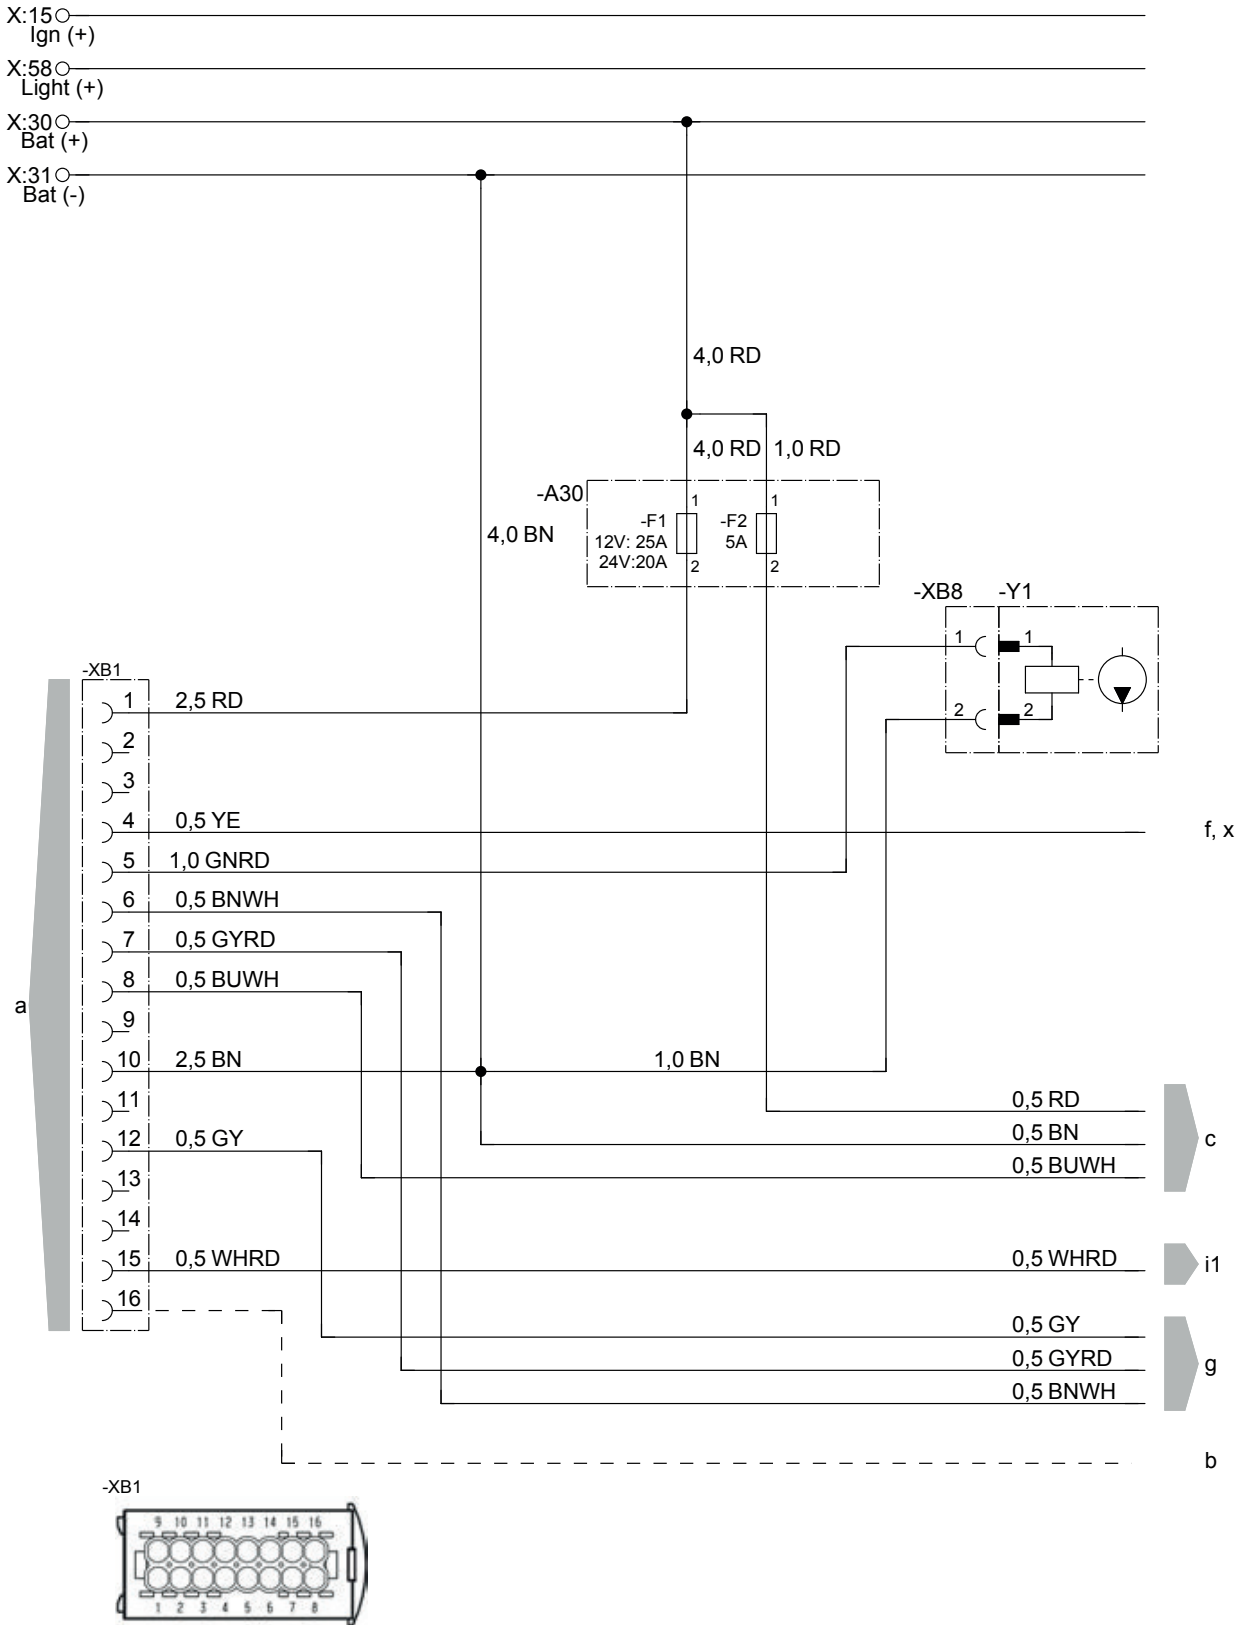 X:15
Ign (+)
X:58
Light (+)
X:30
Bat (+)
X:31
Bat (-)
4,0 RD
4,0 RD 1,0 RD
-A30
4,0 BN
1 1
-F1 -F2
12V: 25A 5A
24V:20A
2 2
-XB8 -Y1
1 1
2 2
-XB1
1 2,5 RD
2
3
4 0,5 YE f, x
5 1,0 GNRD
6 0,5 BNWH
7 0,5 GYRD
8 0,5 BUWH
a
9
10 2,5 BN 1,0 BN
11 0,5 RD
0,5 BN c
12 0,5 GY
0,5 BUWH
13
14
15 0,5 WHRD 0,5 WHRD i1
16
0,5 GY
0,5 GYRD g
0,5 BNWH
b
-XB1
9 10 11 12 13 14 15 16
1 2 3 4 5 6 7 8